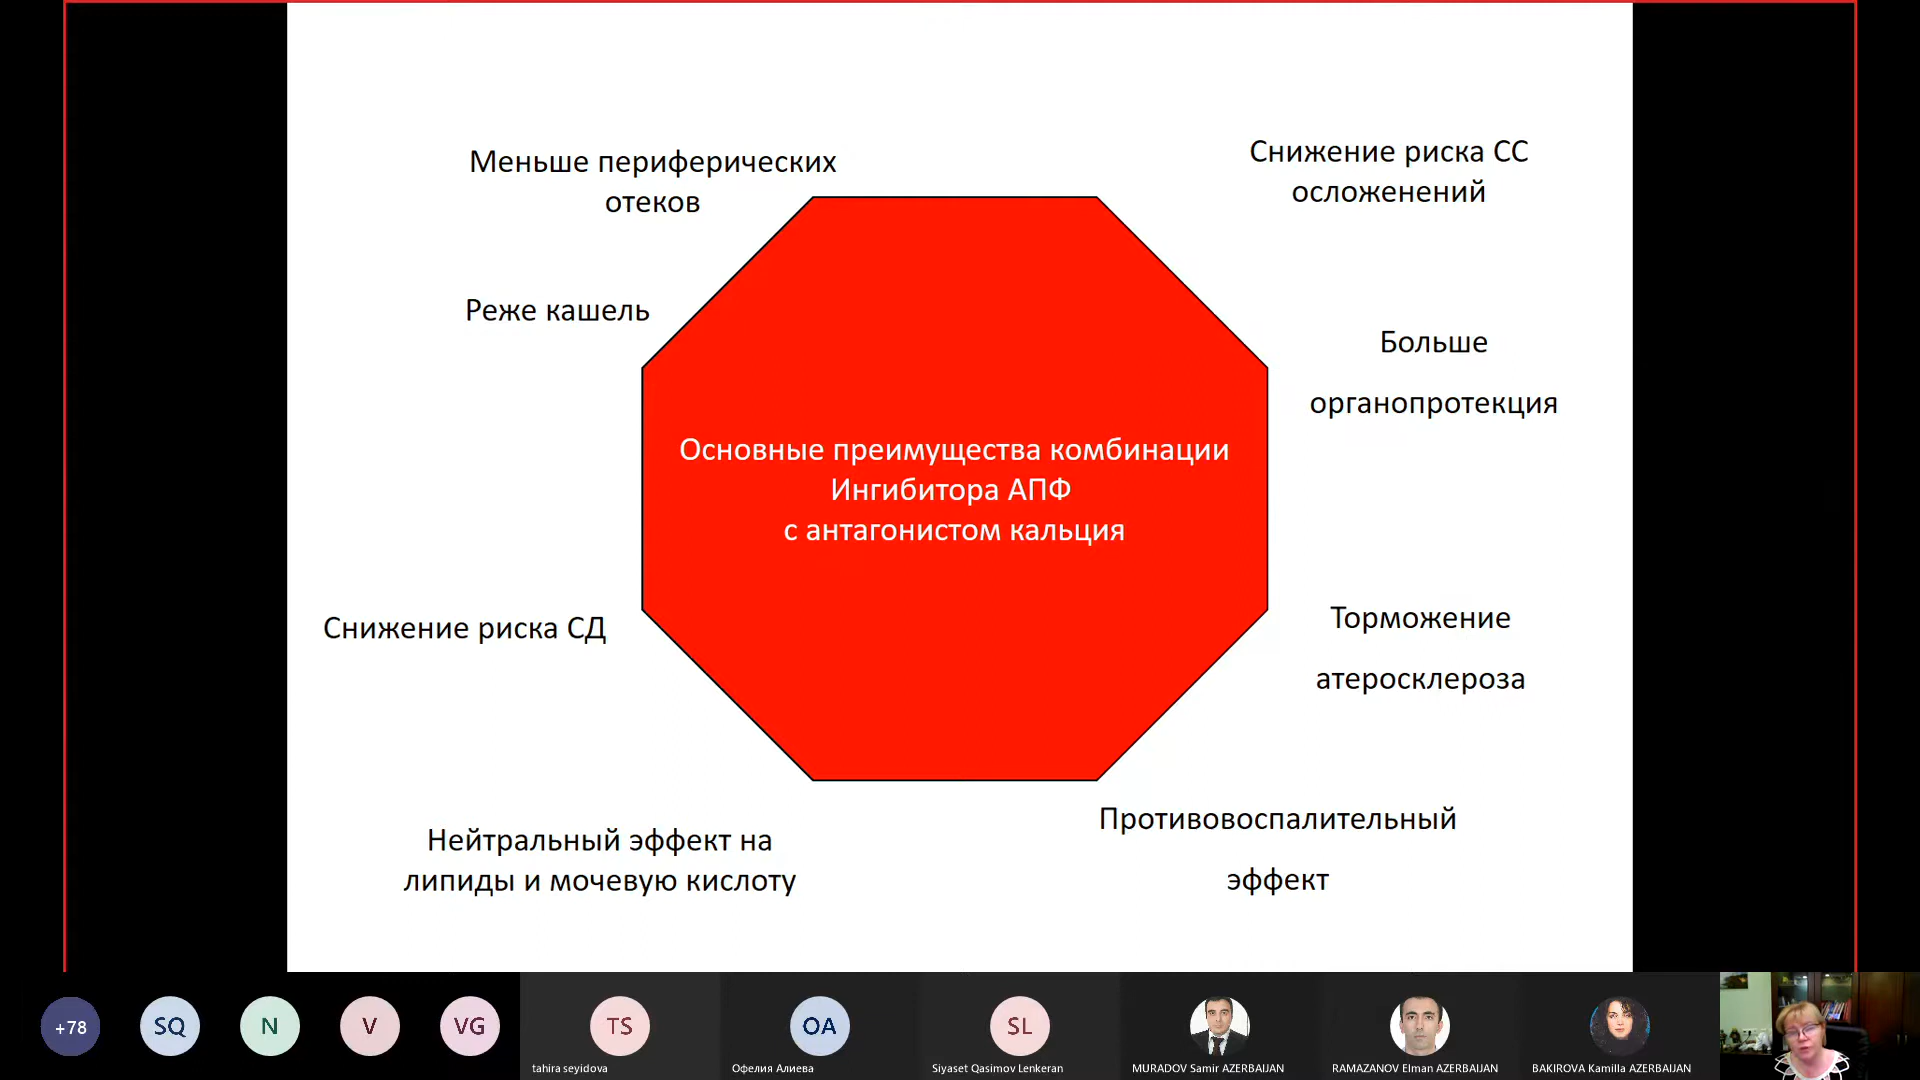 Меньше периферических
отеков
Снижение риска СС
осложенений
Реже кашель
Больше
органопротекция
Основные преимущества комбинации
Ингибитора АПФ
с антагонистом кальция
Снижение риска СД
Торможение
атеросклероза
Нейтральный эффект на
липиды и мочевую кислоту
Противовоспалительный
эффект
+78
SQ
N
V
VG
TS
OA
SL
tahira seyidova
Офелия Алиева
Siyaset Qasimov Lenkeran
MURADOV Samir AZERBAIJAN
RAMAZANOV Elman AZERBAIJAN
BAKIROVA Kamilla AZERBAIJAN